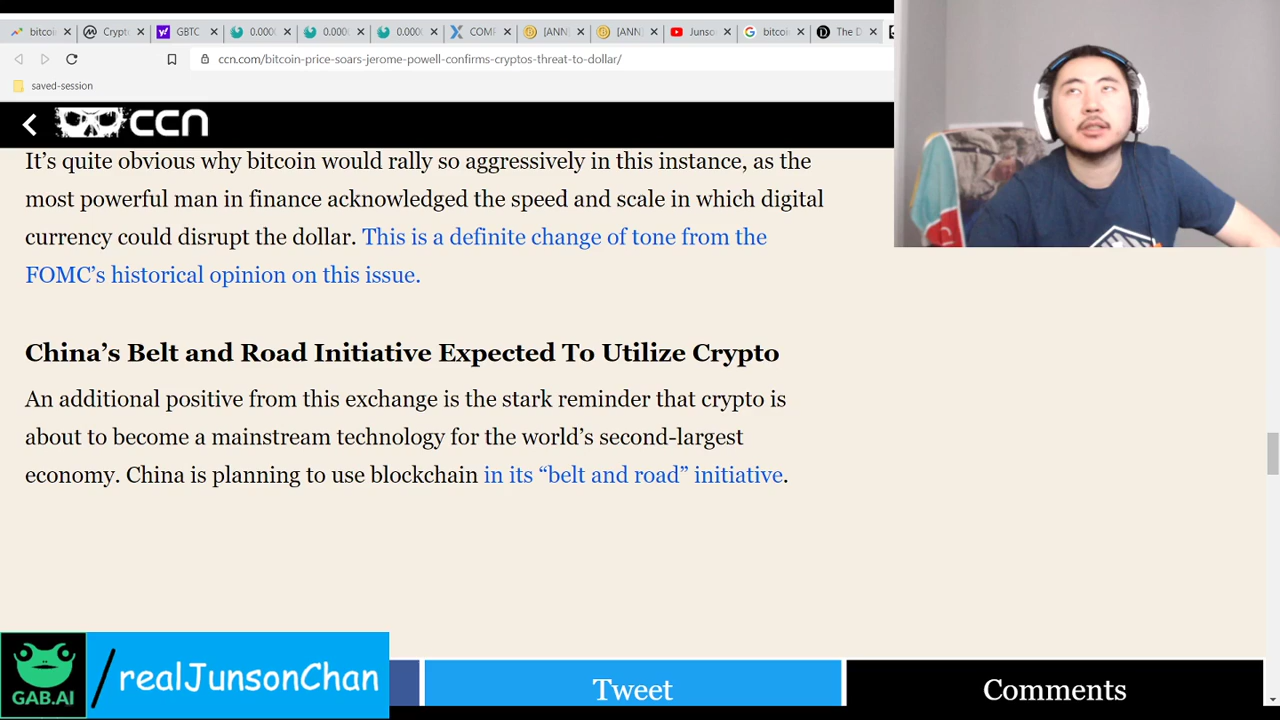 bitcoi
Crypt
GBTC
0.000
0.000
0.000
COMP
[ANN
[ANN
Junso
bitcoi
The D
ccn.com/bitcoin-price-soars-jerome-powell-confirms-cryptos-threat-to-dollar/
saved-session
CCN
It’s quite obvious why bitcoin would rally so aggressively in this instance, as the
most powerful man in finance acknowledged the speed and scale in which digital
currency could disrupt the dollar. This is a definite change of tone from the
FOMC’s historical opinion on this issue.
China’s Belt and Road Initiative Expected To Utilize Crypto
An additional positive from this exchange is the stark reminder that crypto is
about to become a mainstream technology for the world’s second-largest
economy. China is planning to use blockchain in its “belt and road” initiative.
GAB.AI
/realJunsonChan
Tweet
Comments